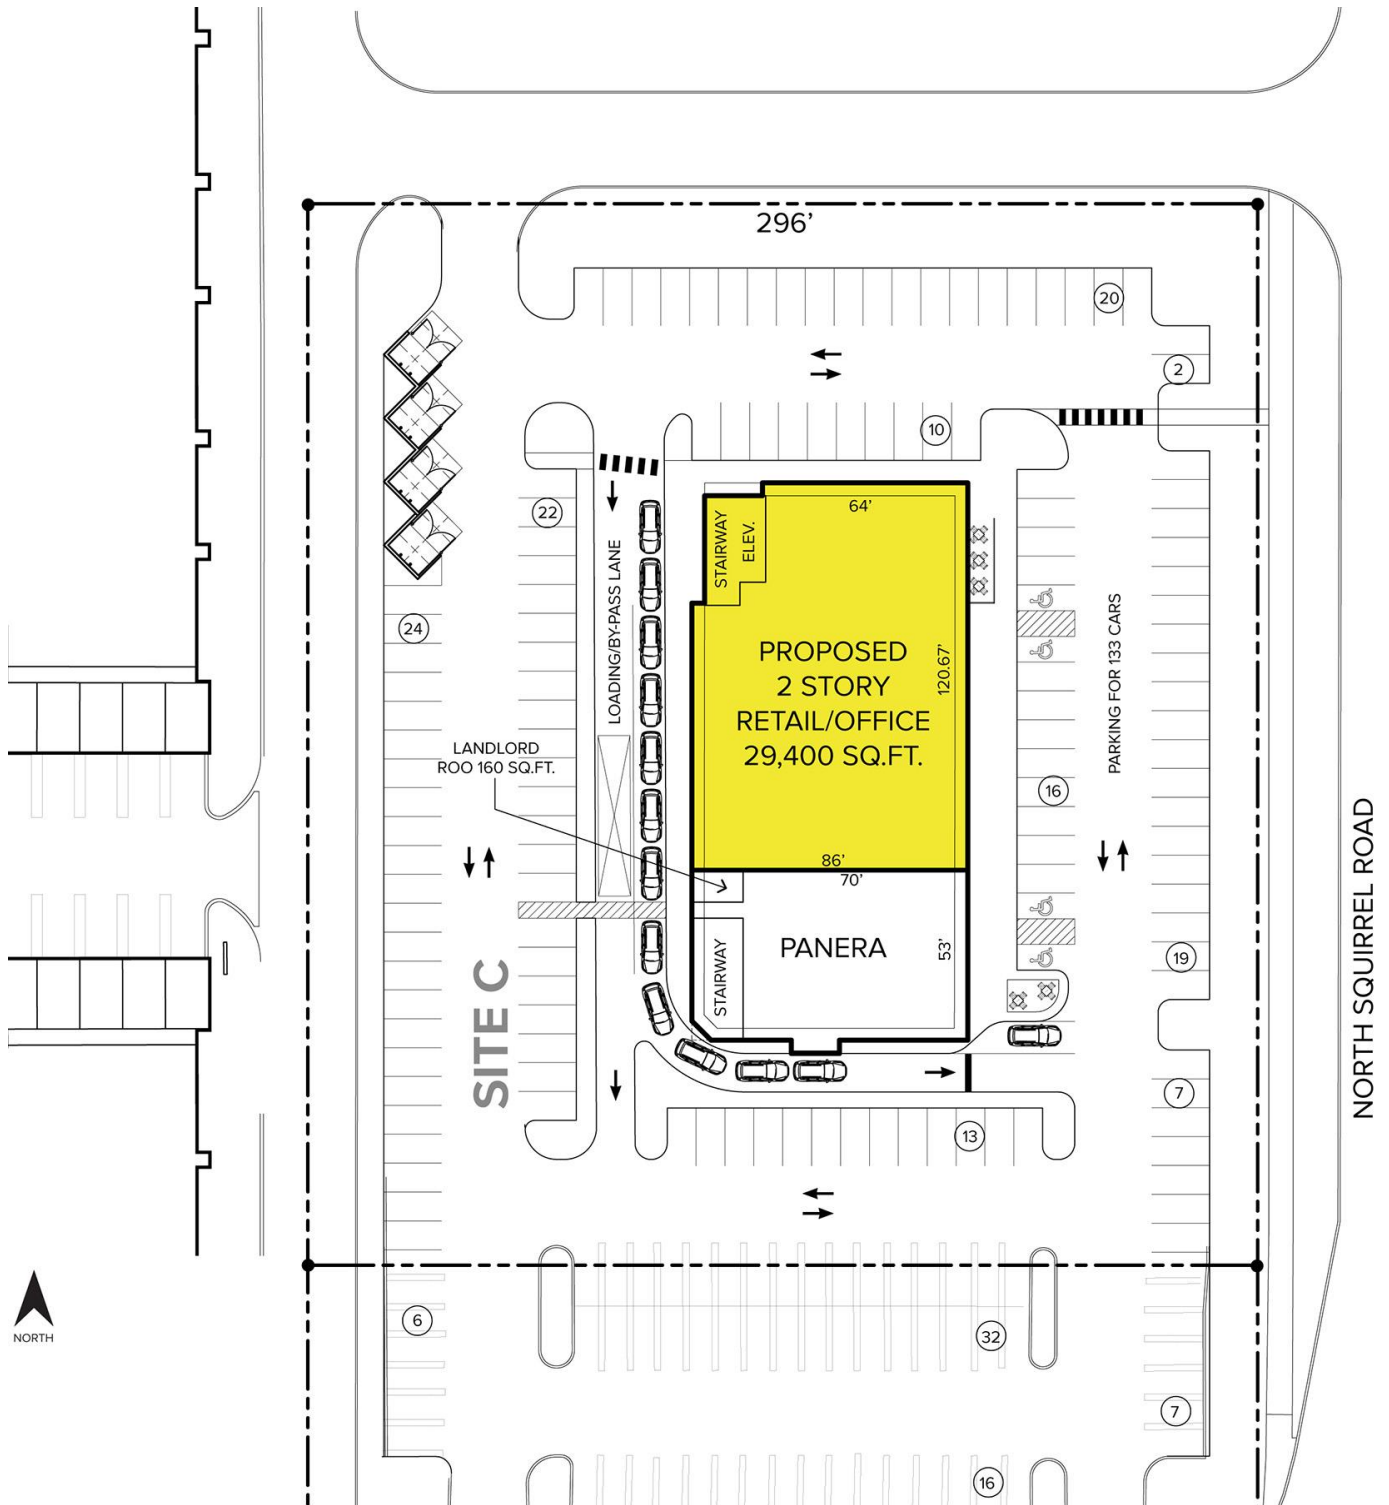 296’
20
2
10
64’
22
STAIRWAY
ELEV.
LOADING/BY-PASS LANE
24
PROPOSED
2 STORY
RETAIL/OFFICE
29,400 SQ.FT.
120.67’
PARKING FOR 133 CARS
LANDLORD
ROO 160 SQ.FT.
16
86’
70’
PANERA
53’
STAIRWAY
19
SITE C
NORTH SQUIRREL ROAD
7
13
NORTH
6
32
7
16